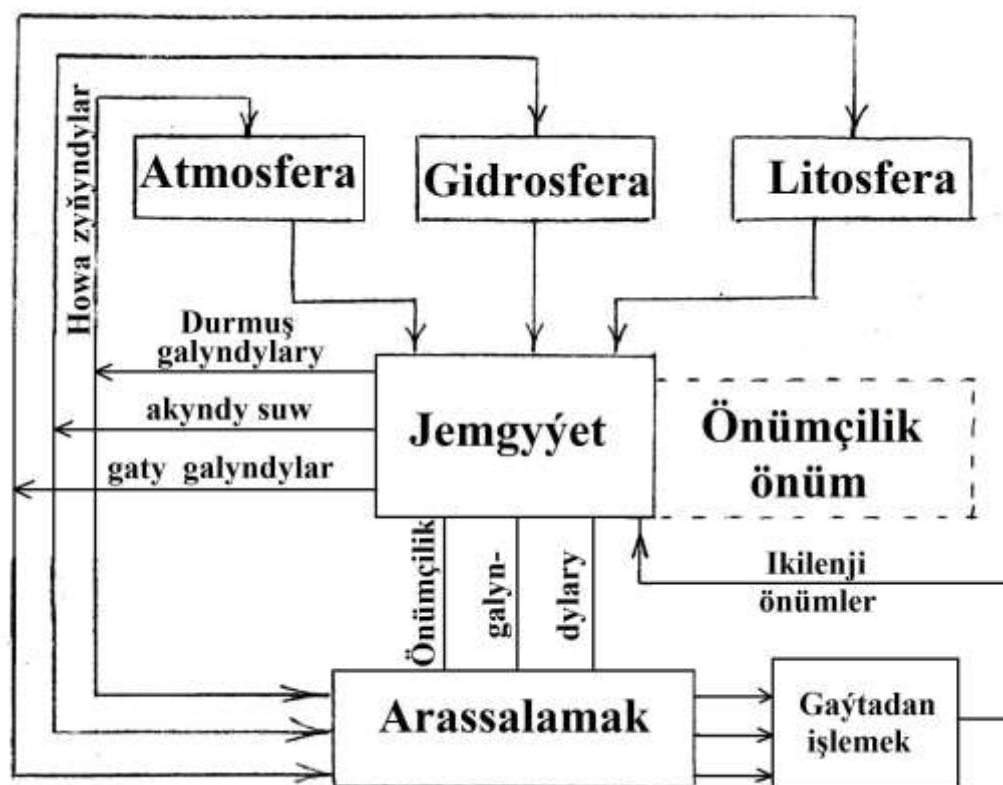 Atmosfera
Gidrosfera
Litosfera
Howa zyňyndylar
Durmuş
galyndylary
akyndy suw
gaty galyndylar
Jemgyýet
Önümçilik
önüm
Önümçilik
galyn-
dylary
Ikilenji
önümler
Arassalamak
Gaýtadan
işlemek